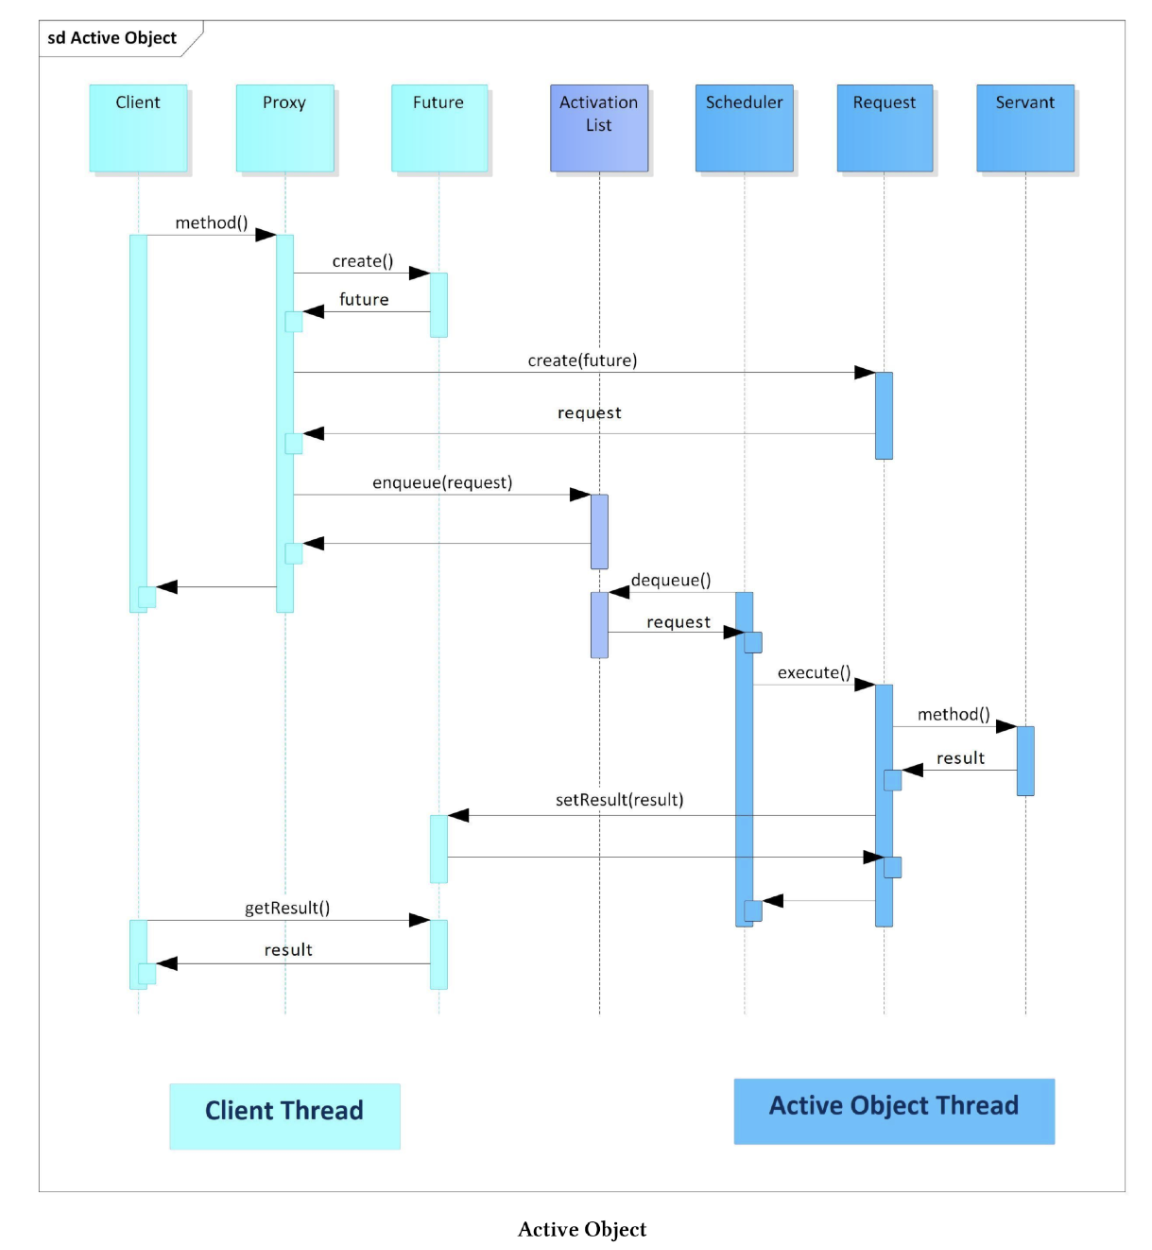 sd Active Object
Client
Proxy
Future
Activation
List
Scheduler
Request
Servant
method()
create()
future
create(future)
request
enqueue(request)
dequeue()
request
execute()
method()
result
setResult(result)
getResult()
result
Client Thread
Active Object Thread
Active Object